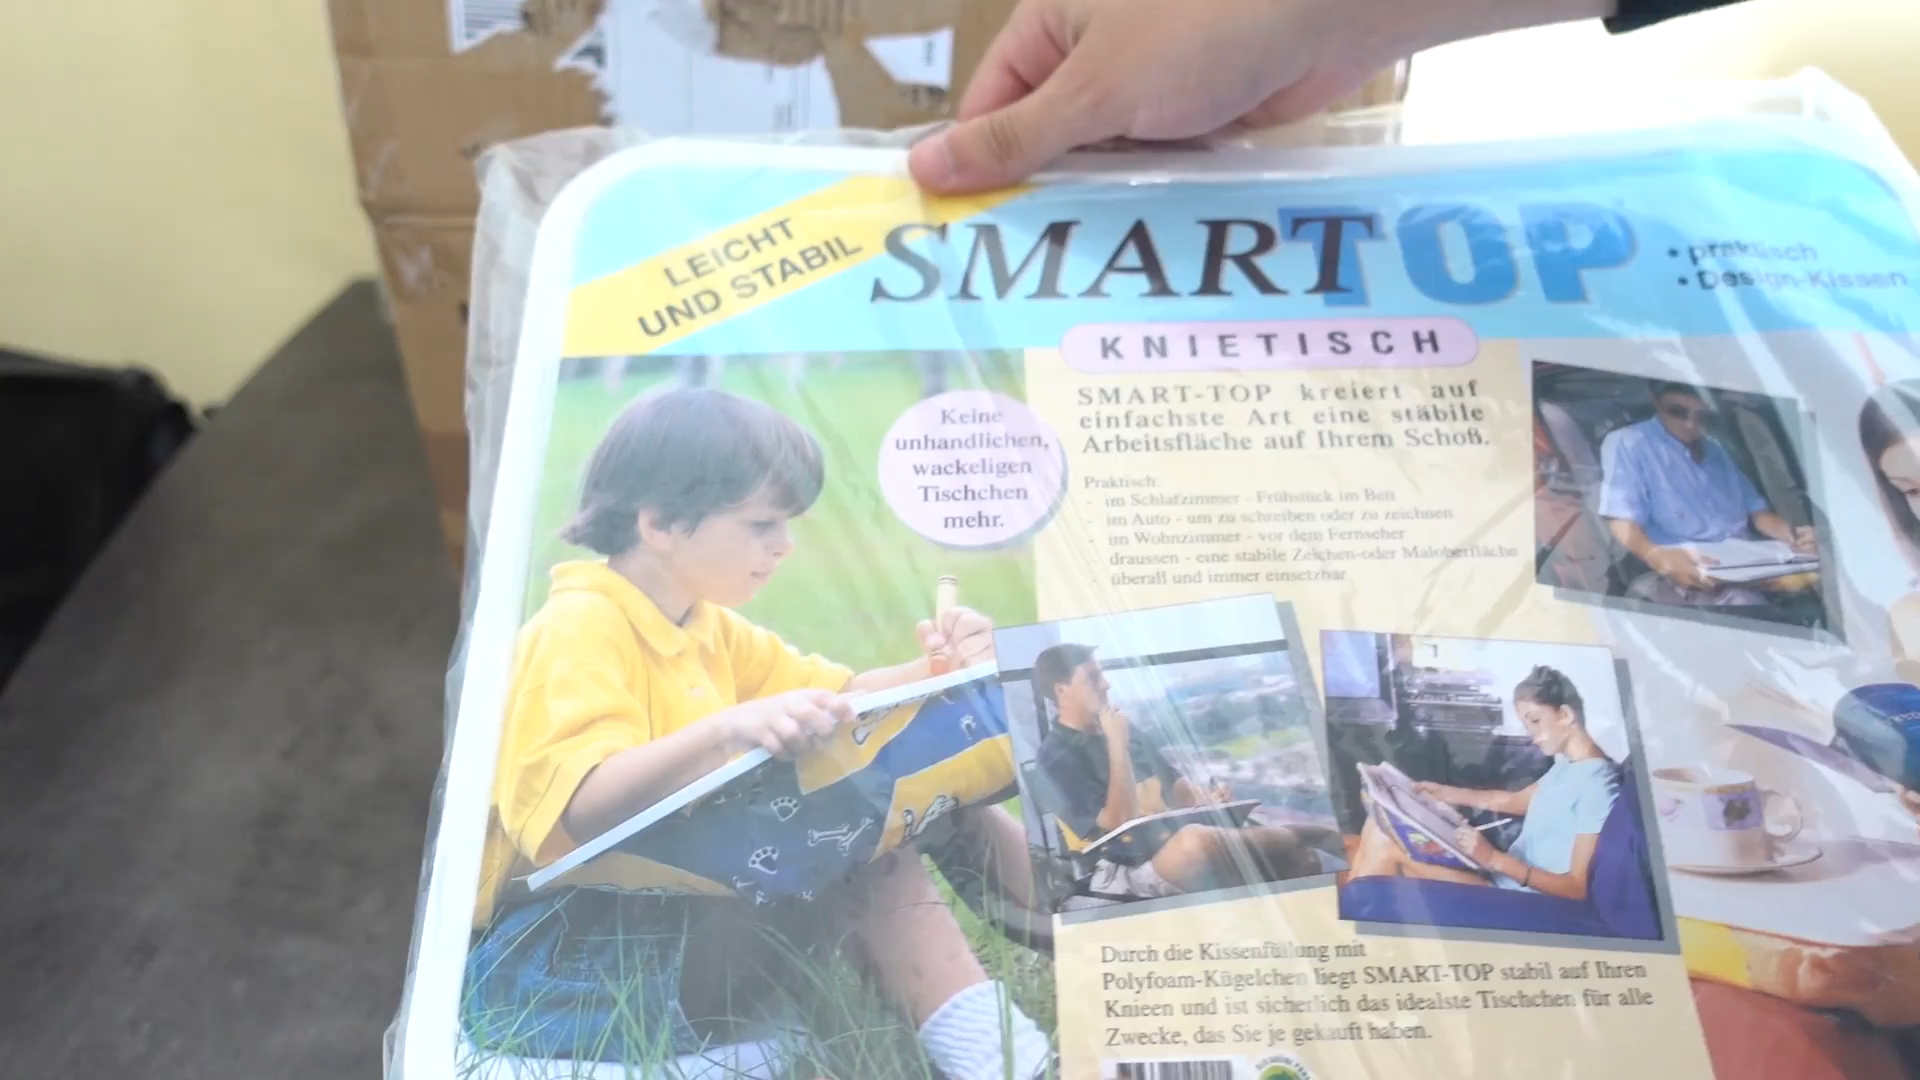 LEICHT
UND STABIL
SMARTTOP
• praktisch
• Design-Kissen
KNIETISCH
Keine
unhandlichen,
wackeligen
Tischchen
mehr.
SMART-TOP kreiert auf
einfachste Art eine stäbile
Arbeitsfläche auf Ihrem Schoß.
Praktisch:
- im Schlafzimmer - Frühstück im Bett
- im Auto - um zu schreiben oder zu zeichnen
- im Wohnzimmer - vor dem Fernseher
- draussen - eine stabile Zeichen-oder Maloberfläche
- überall und immer einsetzbar
Durch die Kissenfüllung mit
Polyfoam-Kügelchen liegt SMART-TOP stabil auf Ihren
Knieen und ist sicherlich das idealste Tischchen für alle
Zwecke, das Sie je gekauft haben.